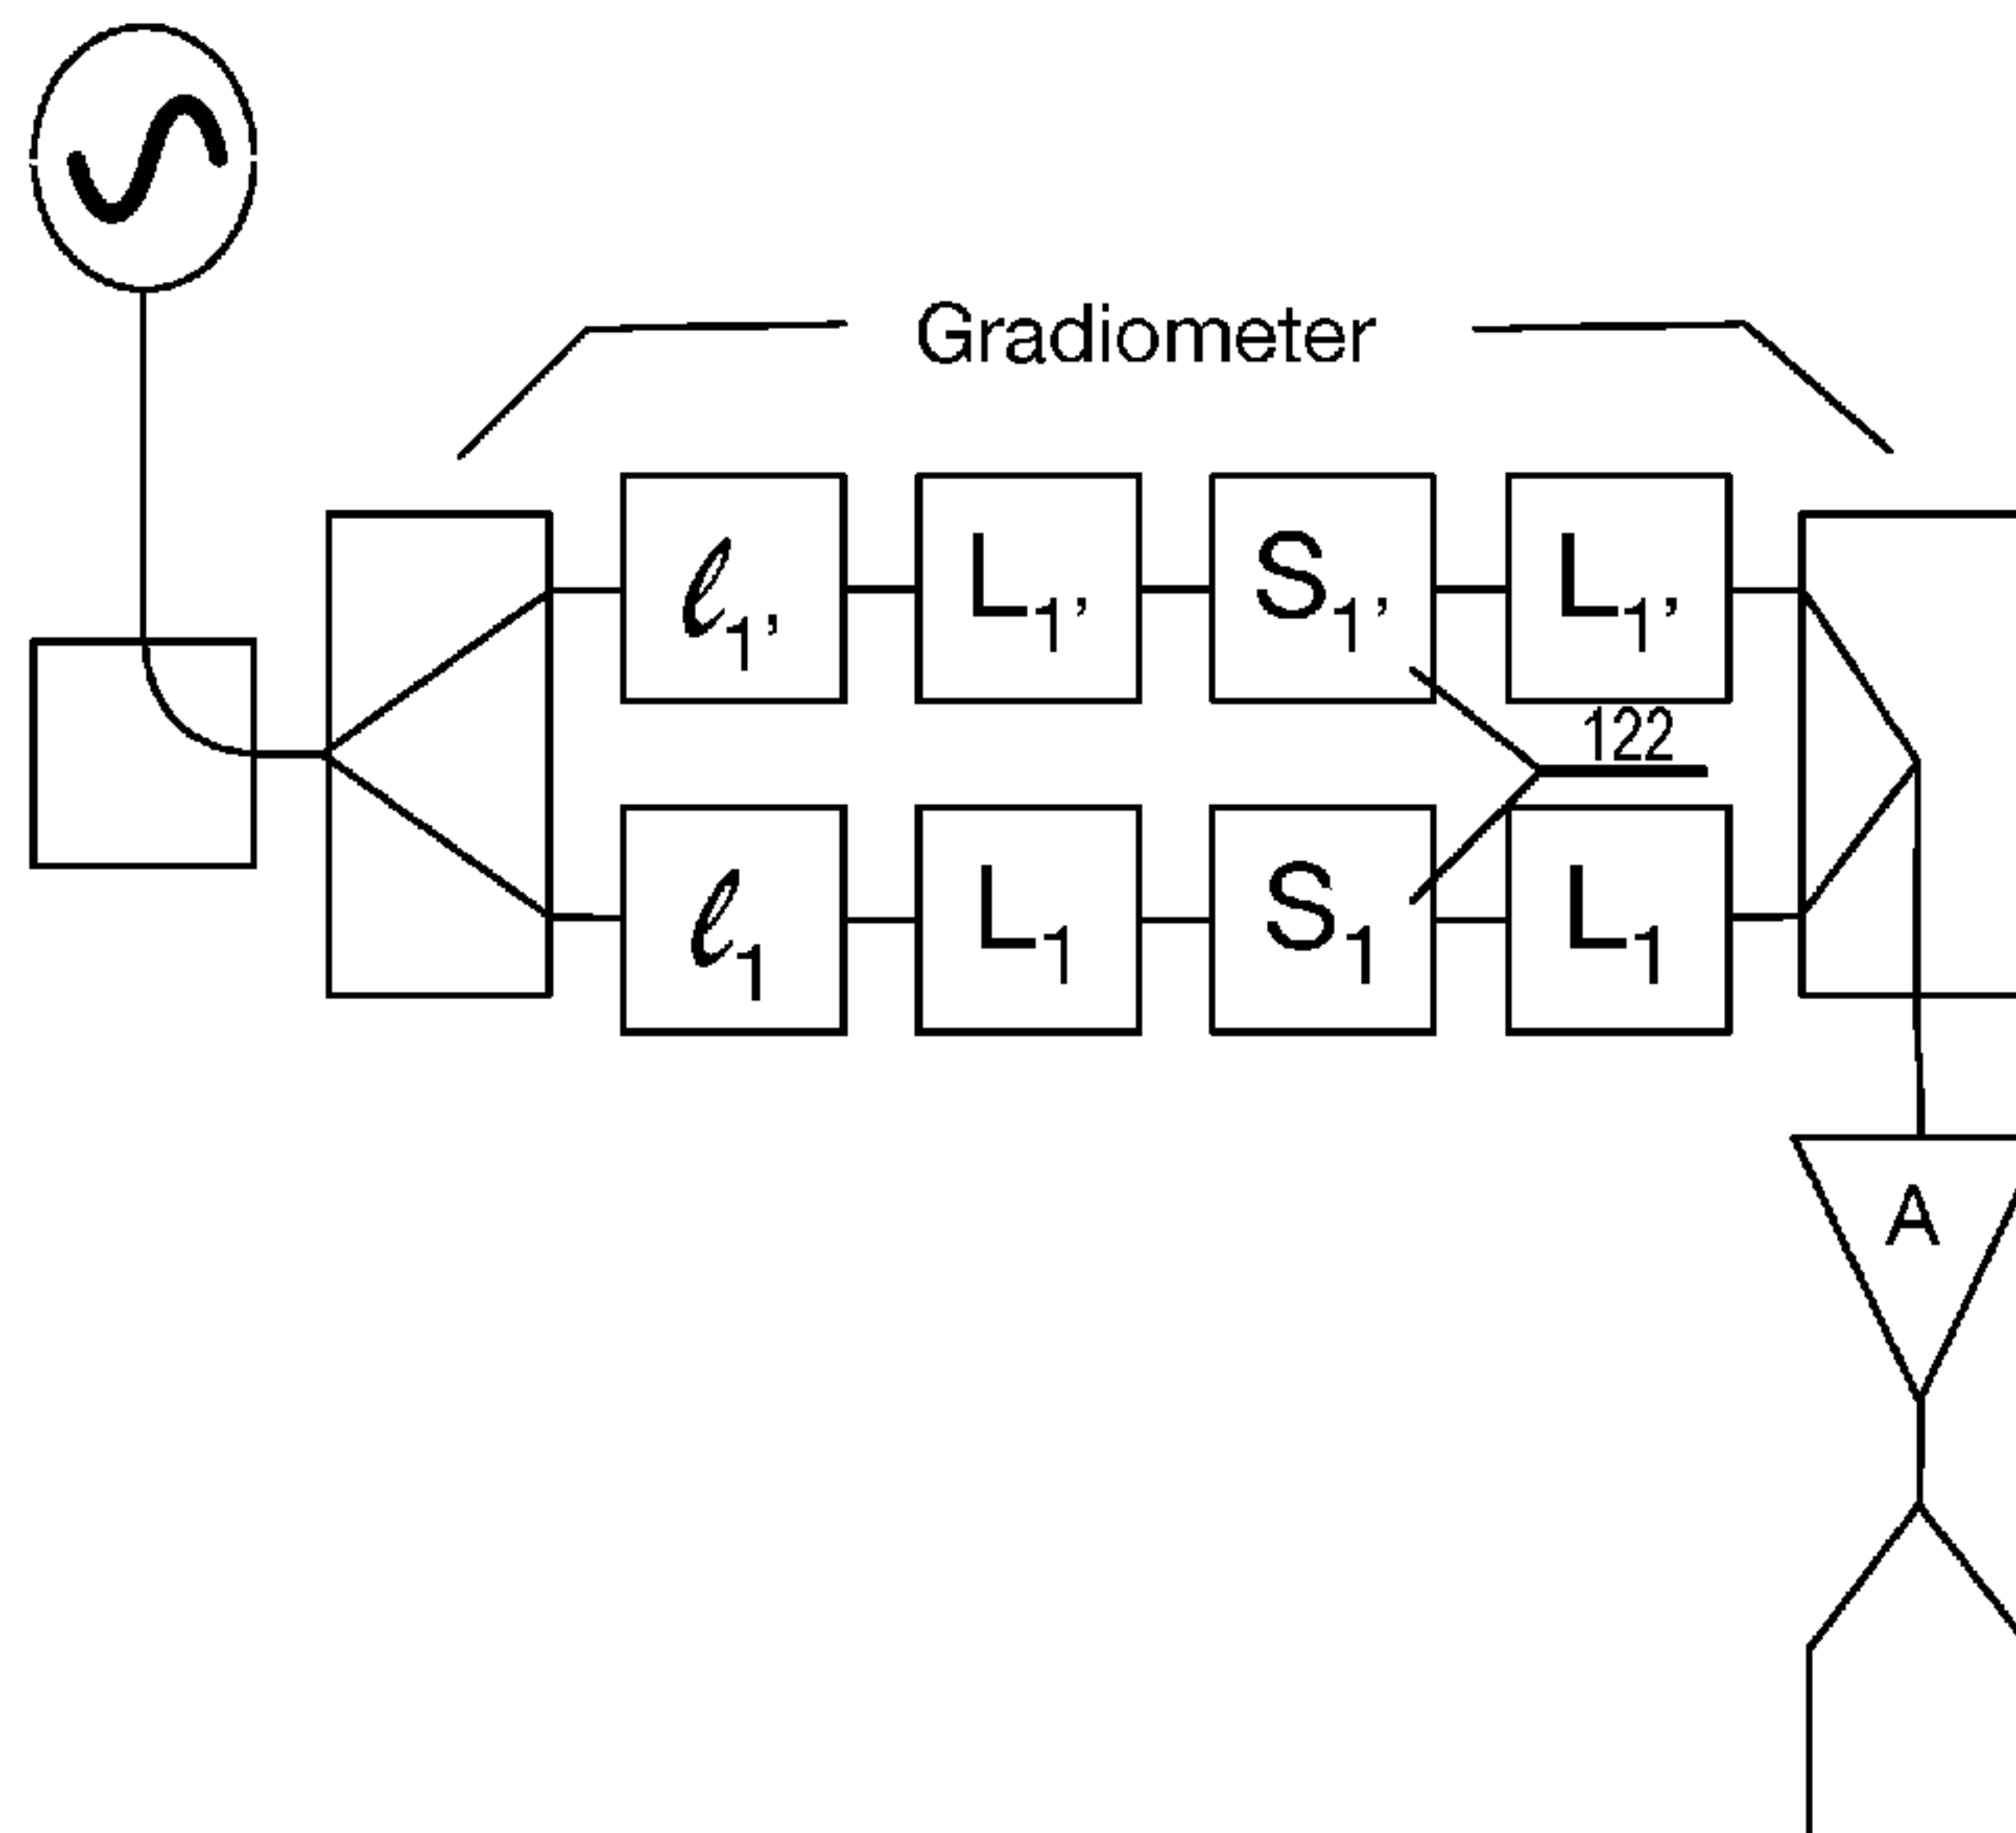 Gradiometer
ℓ1, L1, S1, L1,
122
ℓ1 L1 S1 L1
A